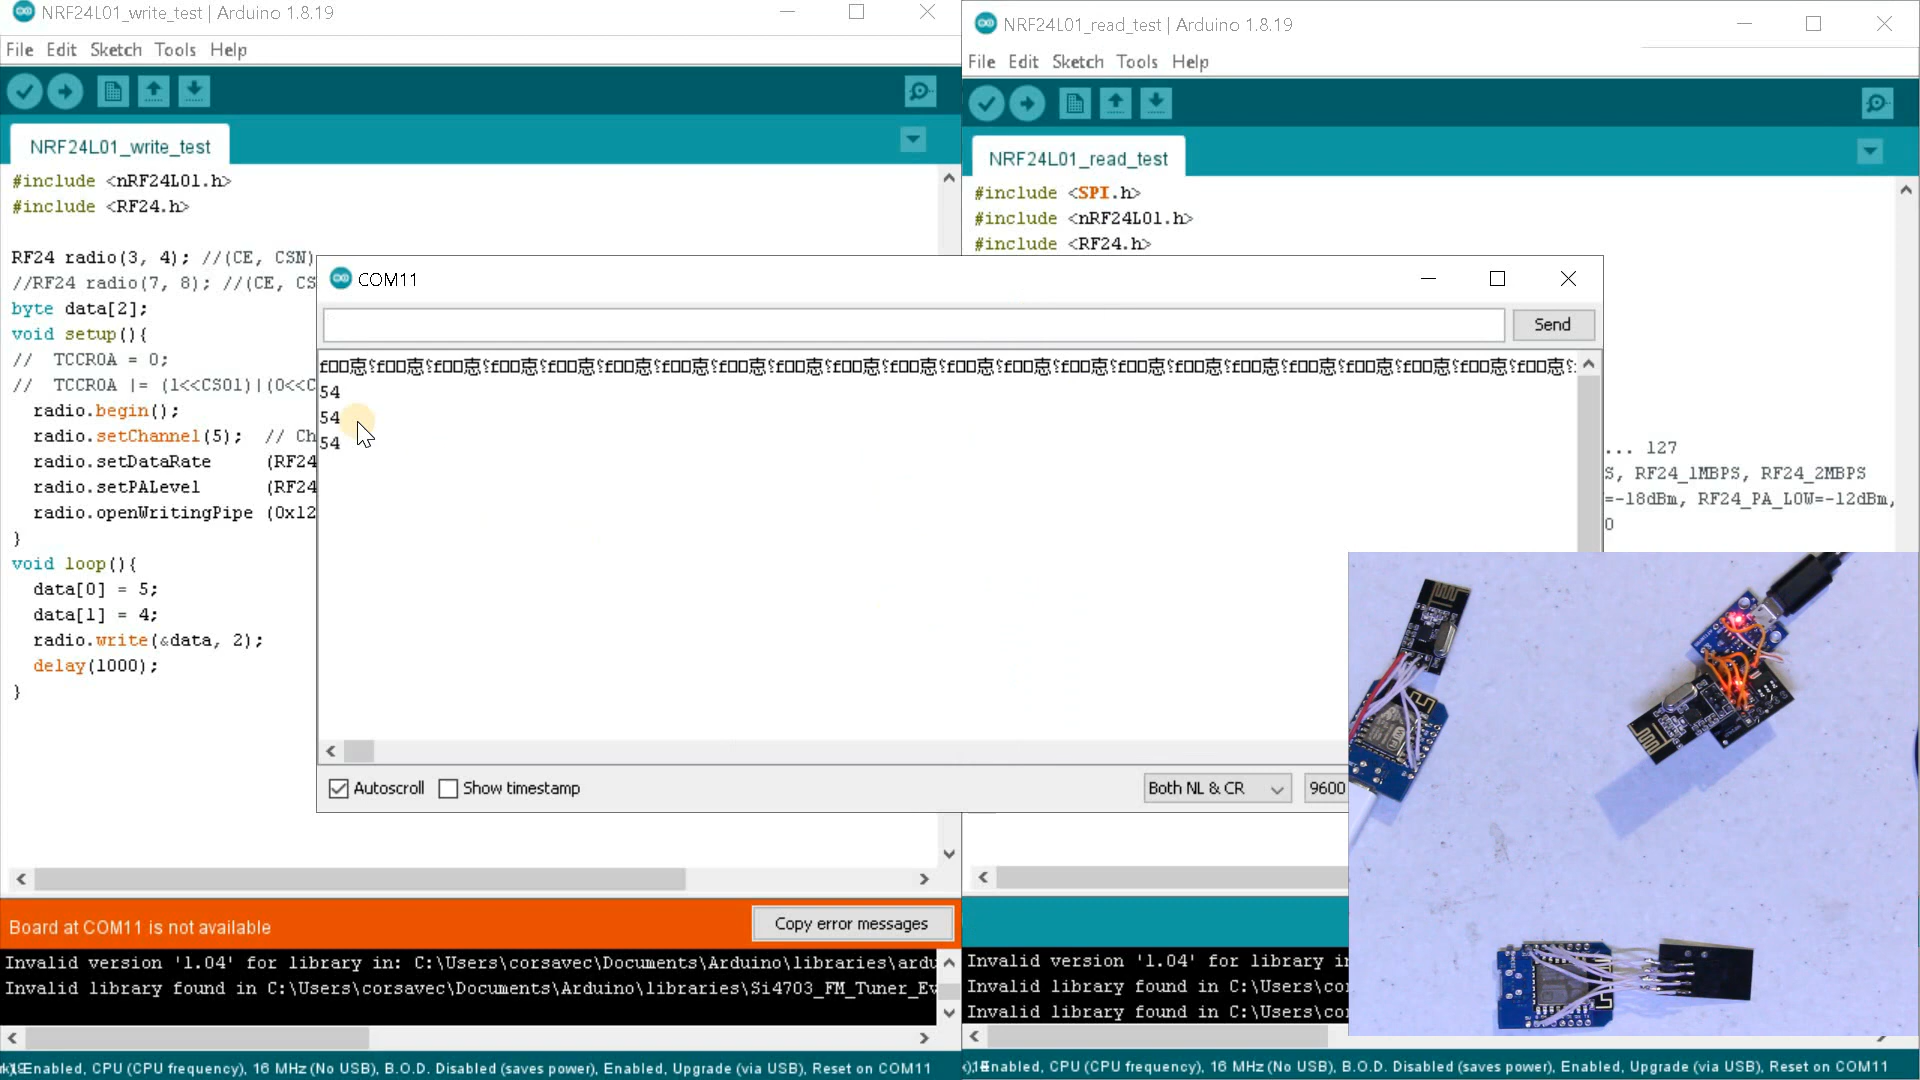 NRF24L01_write_test | Arduino 1.8.19
File Edit Sketch Tools Help
NRF24L01_write_test
#include <nRF24L01.h>
#include <RF24.h>
RF24 radio(3, 4); //(CE, CSN)
//RF24 radio(7, 8); //(CE, CS
byte data[2];
void setup(){
// TCCR0A = 0;
// TCCR0A |= (1<<CS01)|(0<<C
radio.begin();
radio.setChannel(5); // Ch
radio.setDataRate (RF24
radio.setPALevel (RF24
radio.openWritingPipe (0x12
}
void loop(){
data[0] = 5;
data[1] = 4;
radio.write(&data, 2);
delay(1000);
}
Board at COM11 is not available
Copy error messages
Invalid version '1.04' for library in: C:\Users\corsavec\Documents\Arduino\libraries\ardu
Invalid library found in C:\Users\corsavec\Documents\Arduino\libraries\Si4703_FM_Tuner_Ev
Enabled, CPU (CPU frequency), 16 MHz (No USB), B.O.D. Disabled (saves power), Enabled, Upgrade (via USB), Reset on COM11
NRF24L01_read_test | Arduino 1.8.19
File Edit Sketch Tools Help
NRF24L01_read_test
#include <SPI.h>
#include <nRF24L01.h>
#include <RF24.h>
... 127
S, RF24_1MBPS, RF24_2MBPS
=-18dBm, RF24_PA_LOW=-12dBm,
0
COM11
Send
54
54
54
Autoscroll Show timestamp
Both NL & CR
9600
Invalid version '1.04' for library in
Invalid library found in C:\Users\co
Invalid library found in C:\Users\co
Enabled, CPU (CPU frequency), 16 MHz (No USB), B.O.D. Disabled (saves power), Enabled, Upgrade (via USB), Reset on COM11